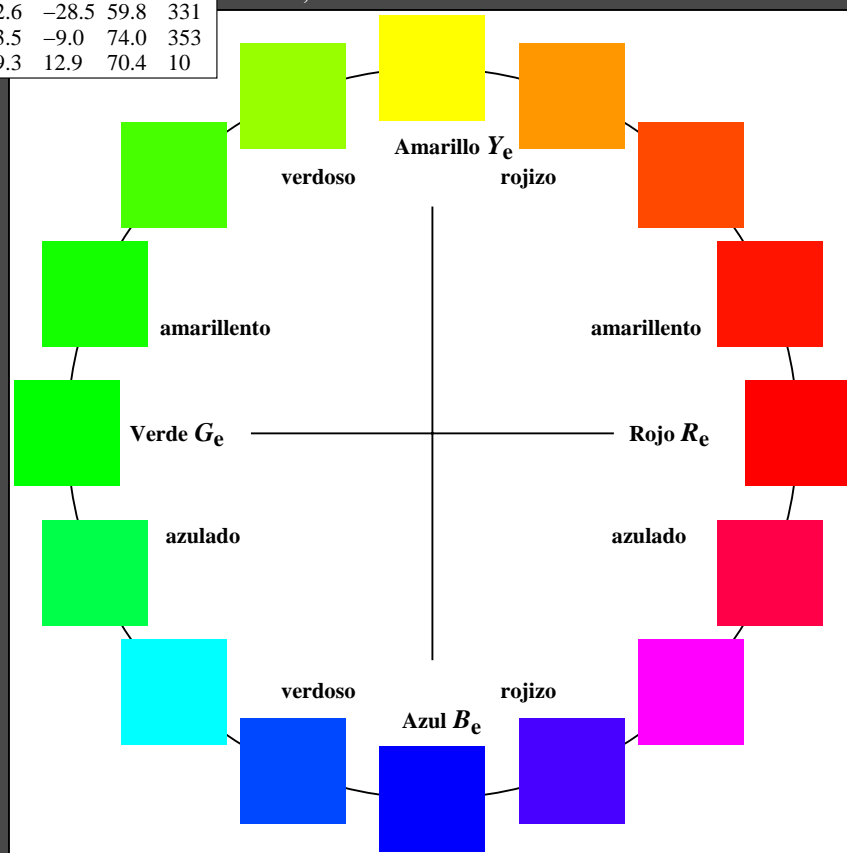 −28.5 59.8 331
−9.0 74.0 353
12.9 70.4 10
Amarillo Yₑ
verdoso rojizo
amarillento amarillento
Verde Gₑ Rojo Rₑ
azulado azulado
verdoso rojizo
Azul Bₑ